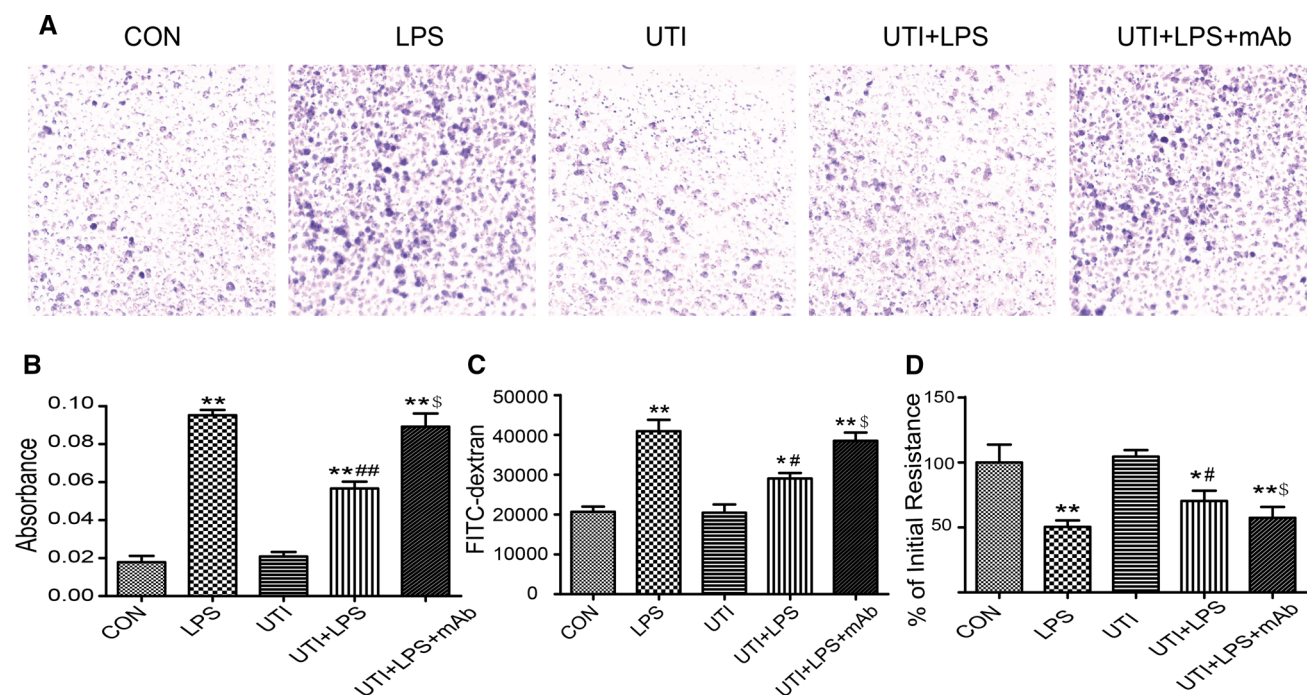 A
CON LPS UTI UTI+LPS UTI+LPS+mAb
B
Absorbance
0.10
0.08
0.06
0.04
0.02
0.00
**
**##
**$
CON LPS UTI UTI+LPS UTI+LPS+mAb
C
FITC-dextran
50000
40000
30000
20000
10000
0
**
*#
**$
CON LPS UTI UTI+LPS UTI+LPS+mAb
D
% of Initial Resistance
150
100
50
0
**
*#
**$
CON LPS UTI UTI+LPS UTI+LPS+mAb